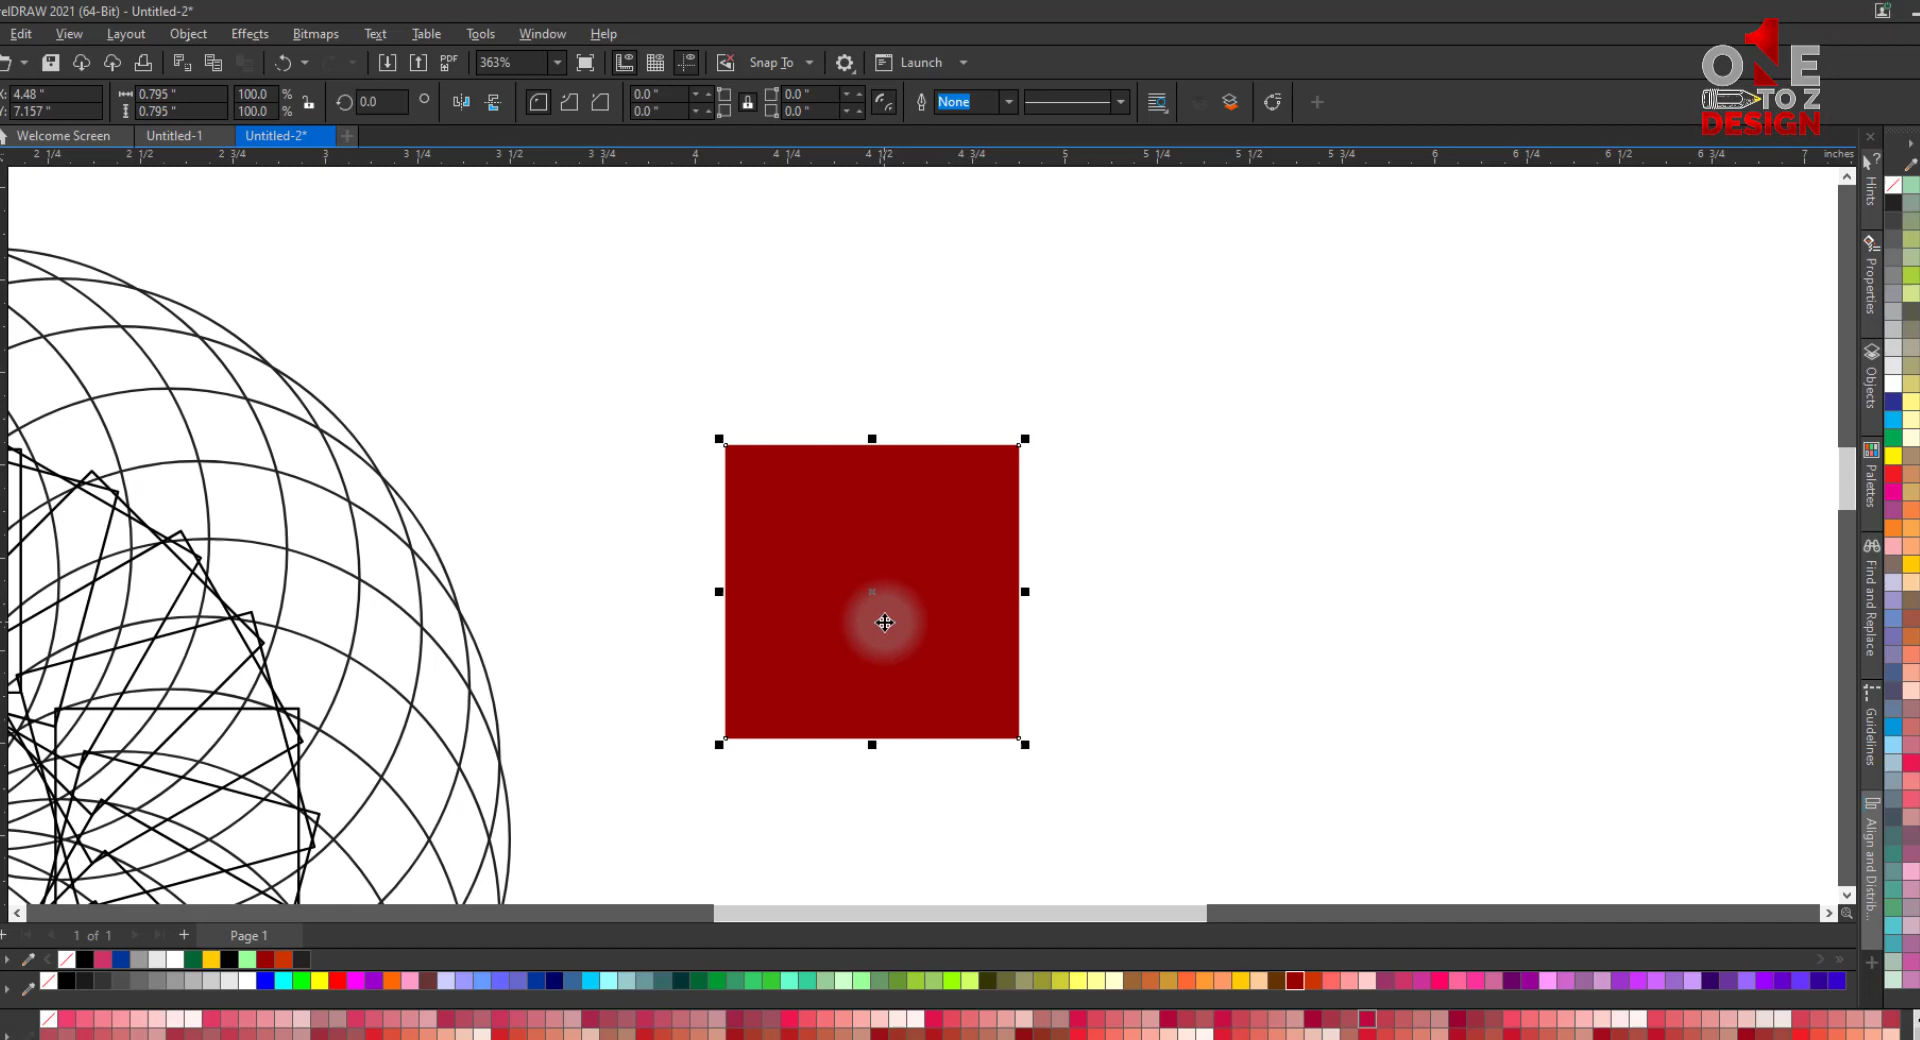 relDRAW 2021 (64-Bit) - Untitled-2*
Edit View Layout Object Effects Bitmaps Text Table Tools Window Help
PDF 363% Snap To Launch
X: 4.48 " 0.795 " 100.0 % 0.0 0.0 " 0.0 " None
Y: 7.157 " 0.795 " 100.0 % 0.0 " 0.0 "
ONE
TO Z
DESIGN
Welcome Screen Untitled-1 Untitled-2*
2 1/4 2 1/2 2 3/4 3 3 1/4 3 1/2 3 3/4 4 4 1/4 4 1/2 4 3/4 5 5 1/4 5 1/2 5 3/4 6 6 1/4 6 1/2 6 3/4 7 inches
Hints
Properties
Objects
Palettes
Find and Replace
Guidelines
Align and Distrib...
1 of 1 Page 1